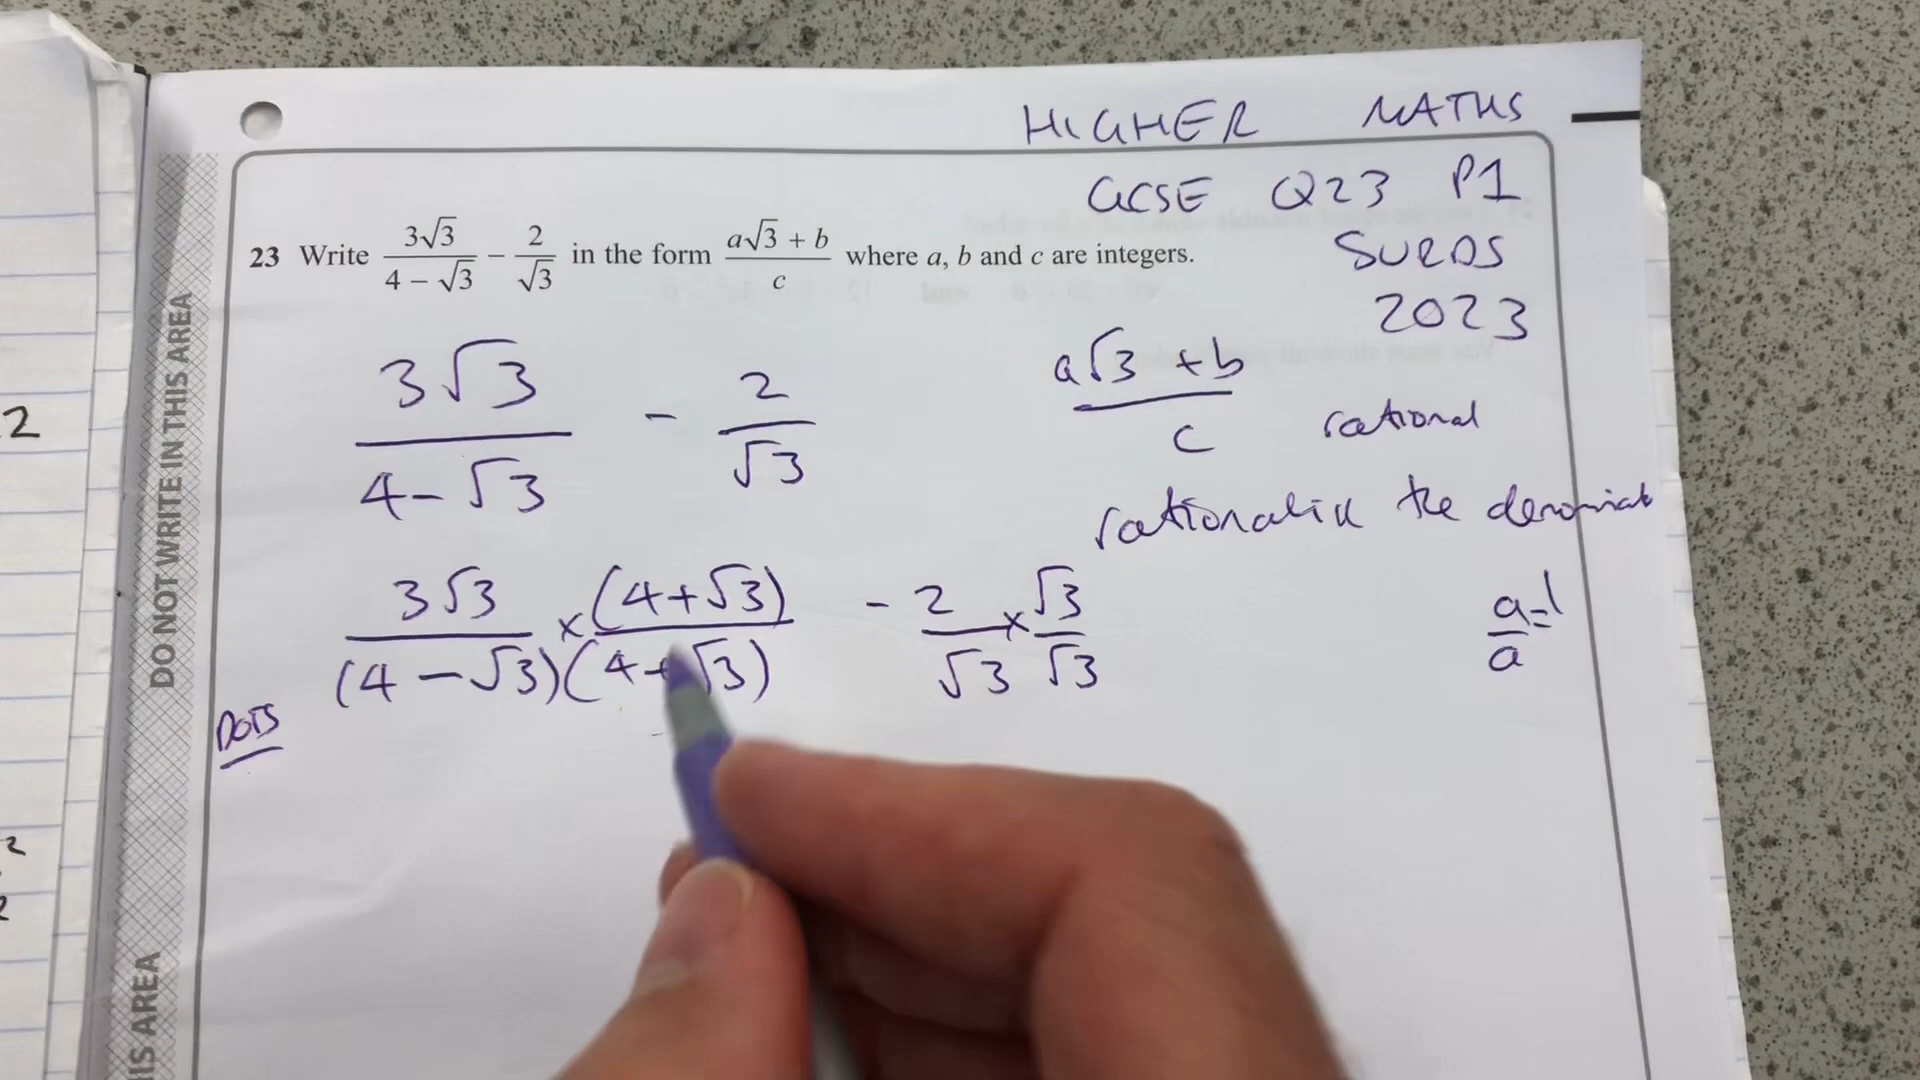 HIGHER MATHS
GCSE Q23 P1
SURDS
2023
23 Write 3√3/(4 − √3) − 2/√3 in the form (a√3 + b)/c where a, b and c are integers.
3√3/(4-√3) - 2/√3
a√3 +b/c
rational
the
3√3/(4-√3) × (4+√3)/(4+√3) - 2/√3 × √3/√3
a/a=1
DOTS
DO NOT WRITE IN THIS AREA
IS AREA
2
2
2